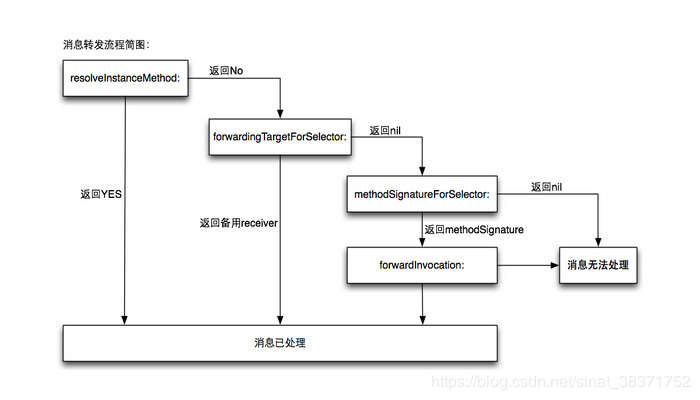 消息转发流程简图:
resolveInstanceMethod:
返回No
forwardingTargetForSelector:
返回nil
返回YES
methodSignatureForSelector:
返回nil
返回备用receiver
返回methodSignature
forwardInvocation:
消息无法处理
消息已处理
https://blog.csdn.net/sinat_38371752